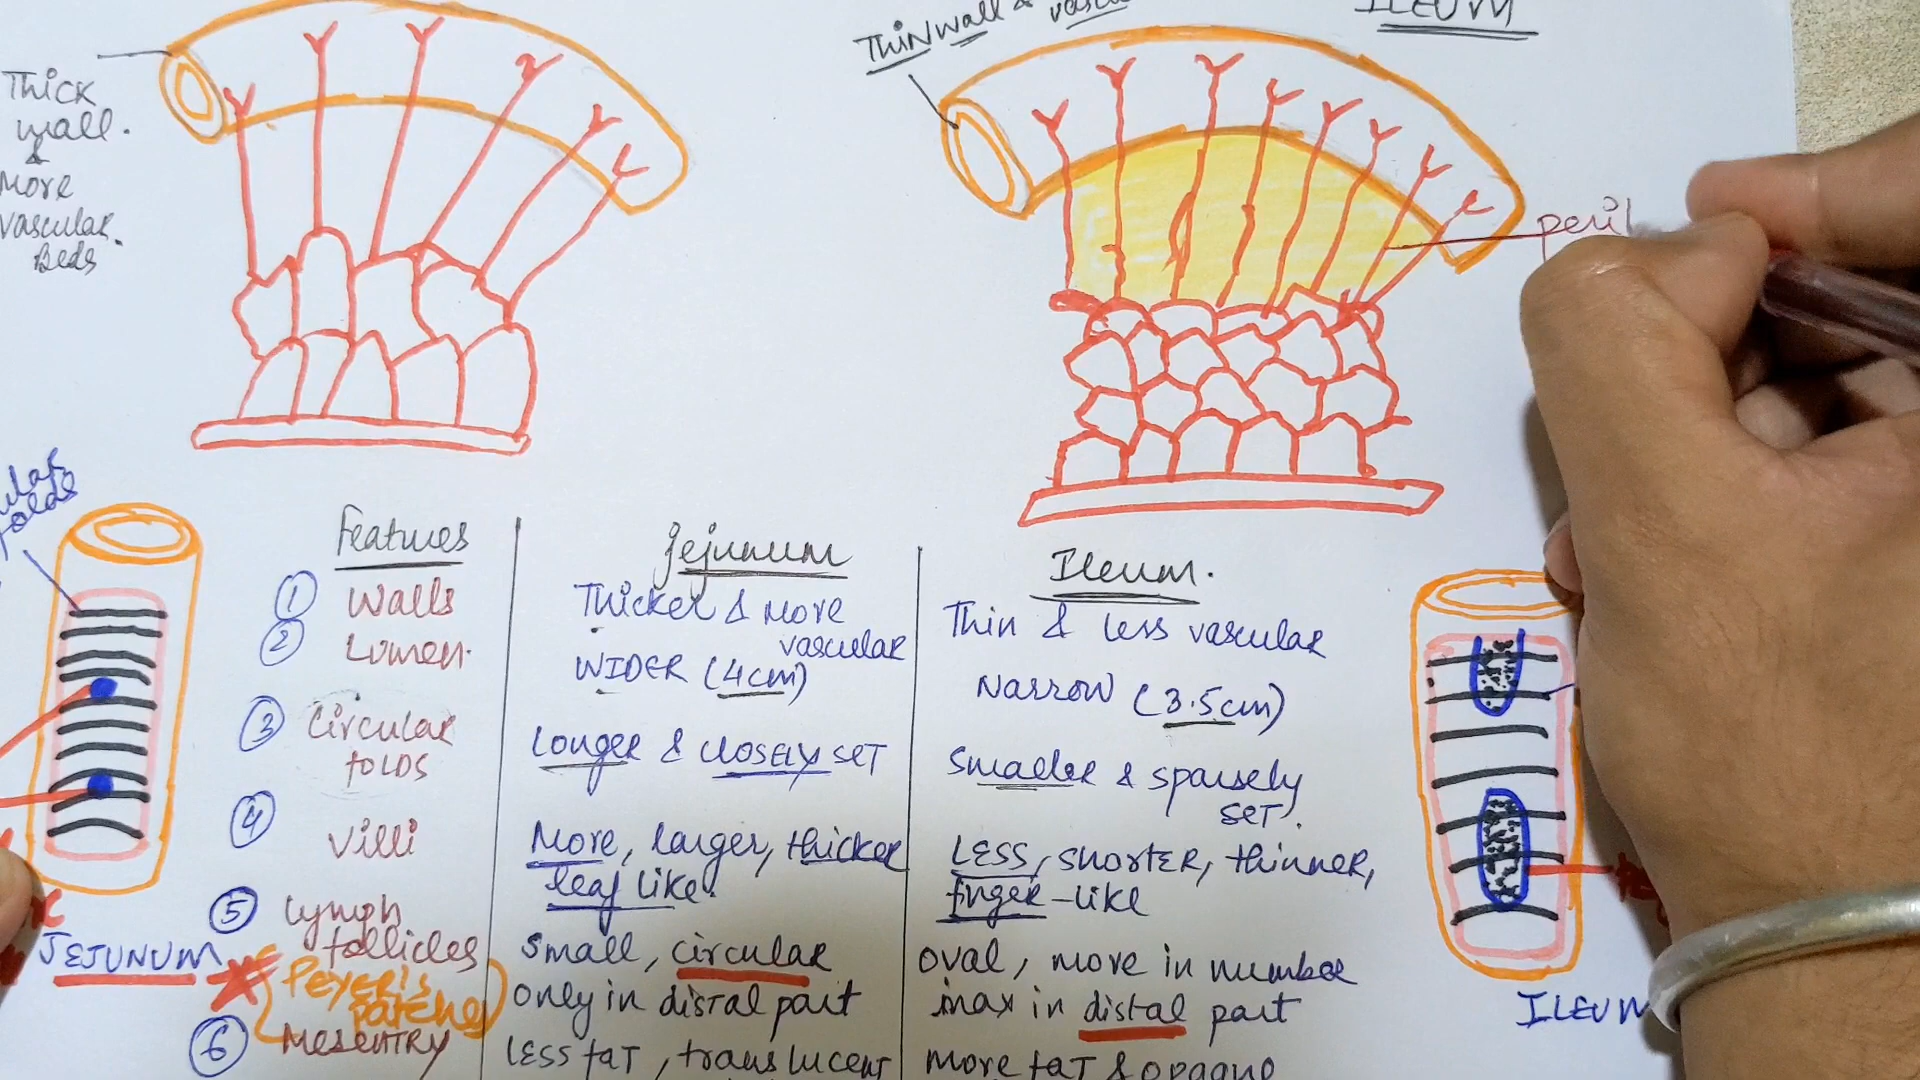 Thick
wall.
&
More
vascular
Beds.
Thin wall &
ILEUM
folds
Features
Jejunum
Ileum.
① Walls
Thicker & More
vascular
Thin & less vascular
② Lumen.
WIDER (4cm)
Narrow (3.5cm)
③ Circular
folds
Longer & closely set
Smaller & sparsely
set.
④ Villi
More, larger, thicker
leaf like.
Less, shorter, thinner,
finger-like
⑤ Lymph
follicles
(Peyer's
patches)
Small, circular
only in distal part
oval, more in number
max in distal part
⑥ Mesentry
Less fat, translucent
More fat & opaque
JEJUNUM
ILEUM